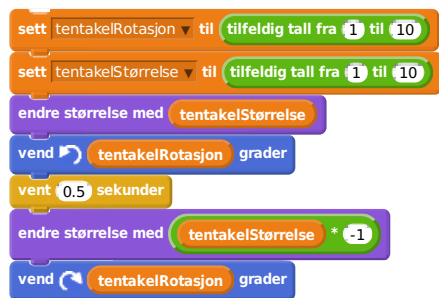 sett tentakelRotasjon til tilfeldig tall fra 1 til 10
sett tentakelStørrelse til tilfeldig tall fra 1 til 10
endre størrelse med tentakelStørrelse
vend tentakelRotasjon grader
vent 0.5 sekunder
endre størrelse med tentakelStørrelse * -1
vend tentakelRotasjon grader